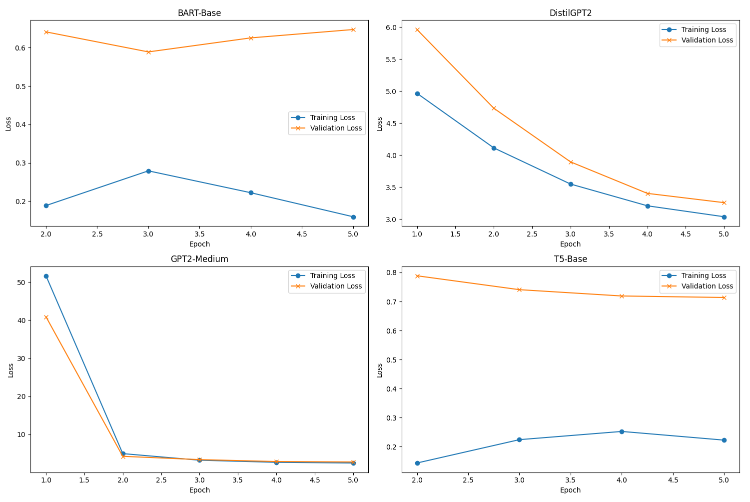 BART-Base
0.6
0.5
0.4
0.3
0.2
Loss
Training Loss
Validation Loss
2.0 2.5 3.0 3.5 4.0 4.5 5.0
Epoch
DistilGPT2
6.0
5.5
5.0
4.5
4.0
3.5
3.0
Loss
Training Loss
Validation Loss
1.0 1.5 2.0 2.5 3.0 3.5 4.0 4.5 5.0
Epoch
GPT2-Medium
50
40
30
20
10
Loss
Training Loss
Validation Loss
1.0 1.5 2.0 2.5 3.0 3.5 4.0 4.5 5.0
Epoch
T5-Base
0.8
0.7
0.6
0.5
0.4
0.3
0.2
Loss
Training Loss
Validation Loss
2.0 2.5 3.0 3.5 4.0 4.5 5.0
Epoch